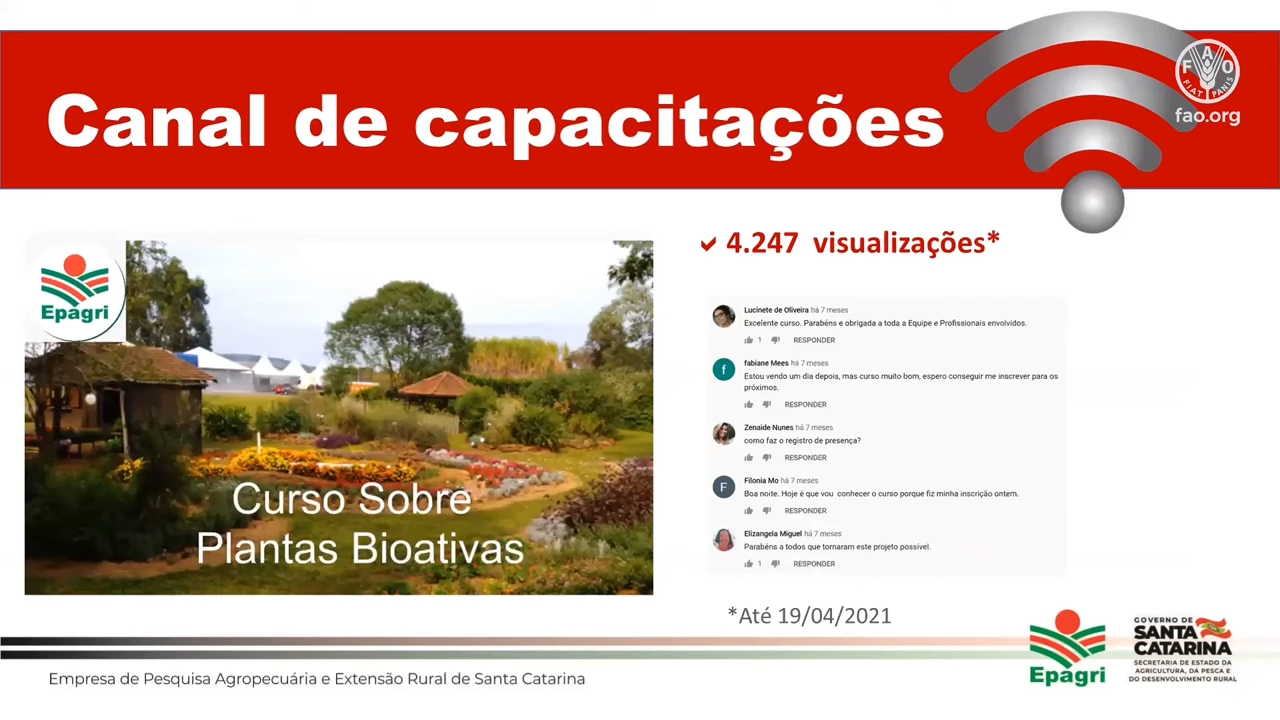 Canal de capacitações
FAO
FIAT PANIS
fao.org
Epagri
Curso Sobre
Plantas Bioativas
4.247 visualizações*
Lucinete de Oliveira há 7 meses
Excelente curso. Parabéns e obrigada a toda a Equipe e Profissionais envolvidos.
1 RESPONDER
f
fabiane Mees há 7 meses
Estou vendo um dia depois, mas curso muito bom, espero conseguir me inscrever para os
próximos.
RESPONDER
Zenaide Nunes há 7 meses
como faz o registro de presença?
RESPONDER
F
Filonia Mo há 7 meses
Boa noite. Hoje é que vou conhecer o curso porque fiz minha inscrição ontem.
RESPONDER
Elizangela Miguel há 7 meses
Parabéns a todos que tornaram este projeto possível.
1 RESPONDER
*Até 19/04/2021
Empresa de Pesquisa Agropecuária e Extensão Rural de Santa Catarina
Epagri
GOVERNO DE
SANTA
CATARINA
SECRETARIA DE ESTADO DA
AGRICULTURA, DA PESCA E
DO DESENVOLVIMENTO RURAL